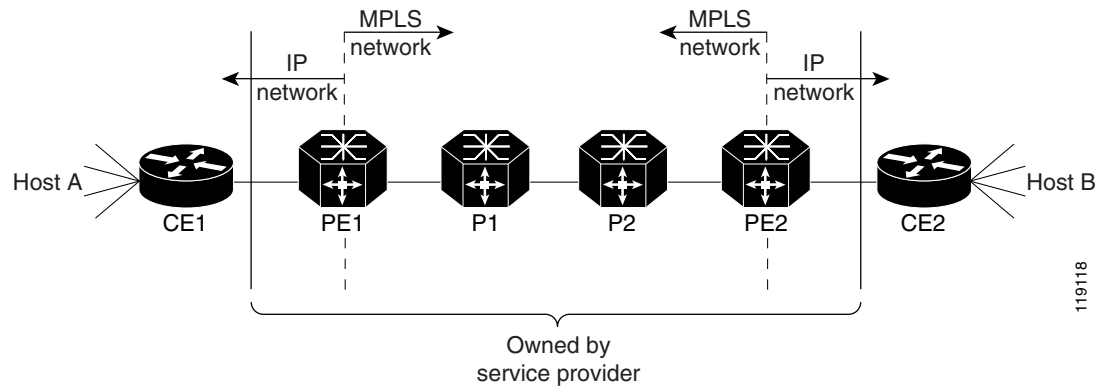 MPLS
network
MPLS
network
IP
network
IP
network
Host A
Host B
CE1
PE1
P1
P2
PE2
CE2
119118
Owned by
service provider